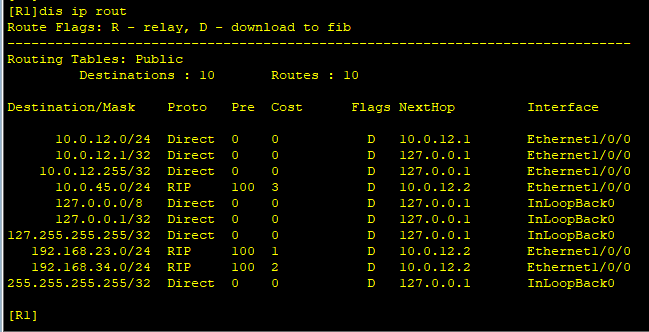 [R1]dis ip rout
Route Flags: R - relay, D - download to fib
------------------------------------------------------------------------------
Routing Tables: Public
         Destinations : 10       Routes : 10

Destination/Mask    Proto   Pre  Cost      Flags NextHop         Interface

      10.0.12.0/24  Direct  0    0           D   10.0.12.1       Ethernet1/0/0
      10.0.12.1/32  Direct  0    0           D   127.0.0.1       Ethernet1/0/0
    10.0.12.255/32  Direct  0    0           D   127.0.0.1       Ethernet1/0/0
      10.0.45.0/24  RIP     100  3           D   10.0.12.2       Ethernet1/0/0
      127.0.0.0/8   Direct  0    0           D   127.0.0.1       InLoopBack0
      127.0.0.1/32  Direct  0    0           D   127.0.0.1       InLoopBack0
127.255.255.255/32  Direct  0    0           D   127.0.0.1       InLoopBack0
   192.168.23.0/24  RIP     100  1           D   10.0.12.2       Ethernet1/0/0
   192.168.34.0/24  RIP     100  2           D   10.0.12.2       Ethernet1/0/0
255.255.255.255/32  Direct  0    0           D   127.0.0.1       InLoopBack0

[R1]